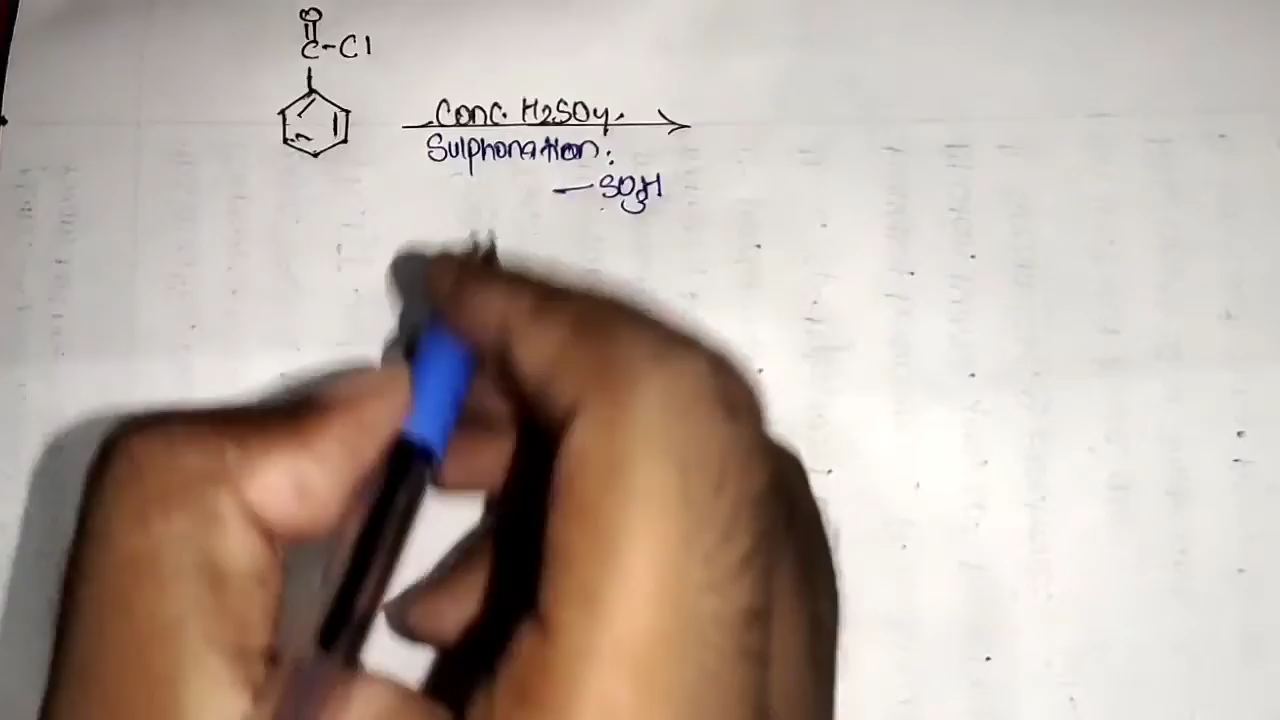 O
C-Cl
Conc. H2SO4.
Sulphonation:
— SO3H